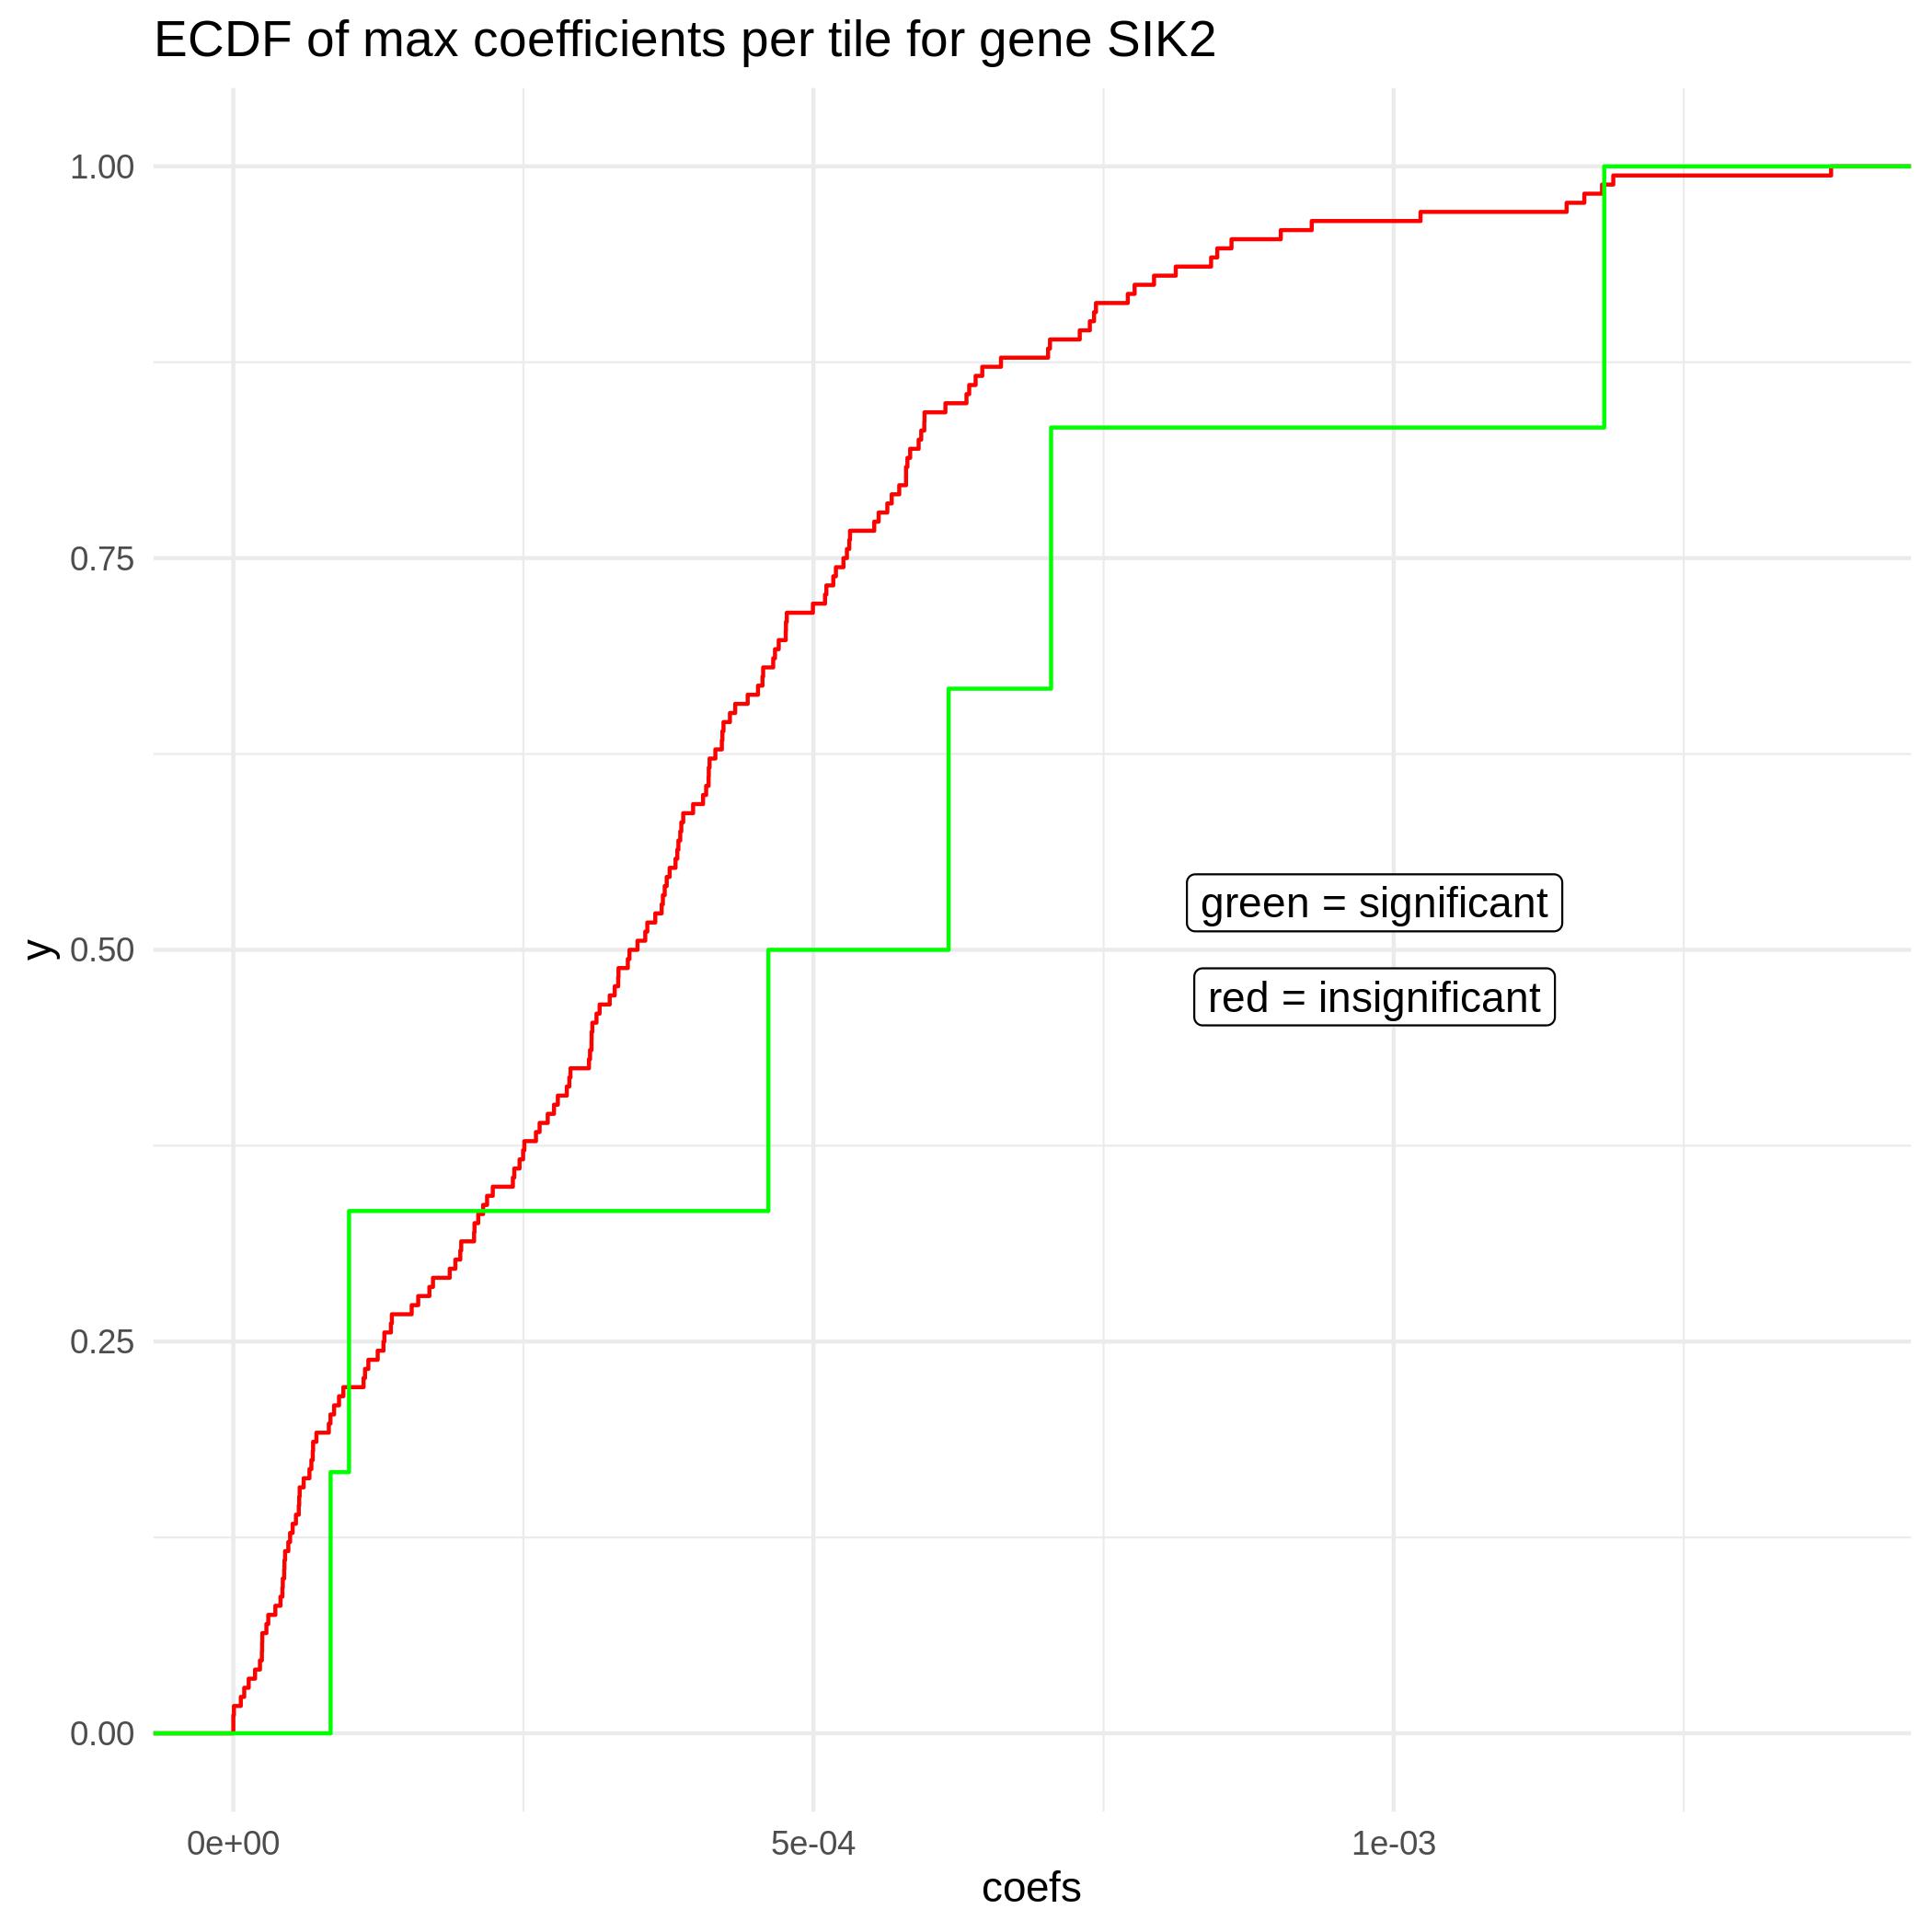 ECDF of max coefficients per tile for gene SIK2
1.00
0.75
0.50
0.25
0.00
y
green = significant
red = insignificant
0e+00
5e-04
1e-03
coefs